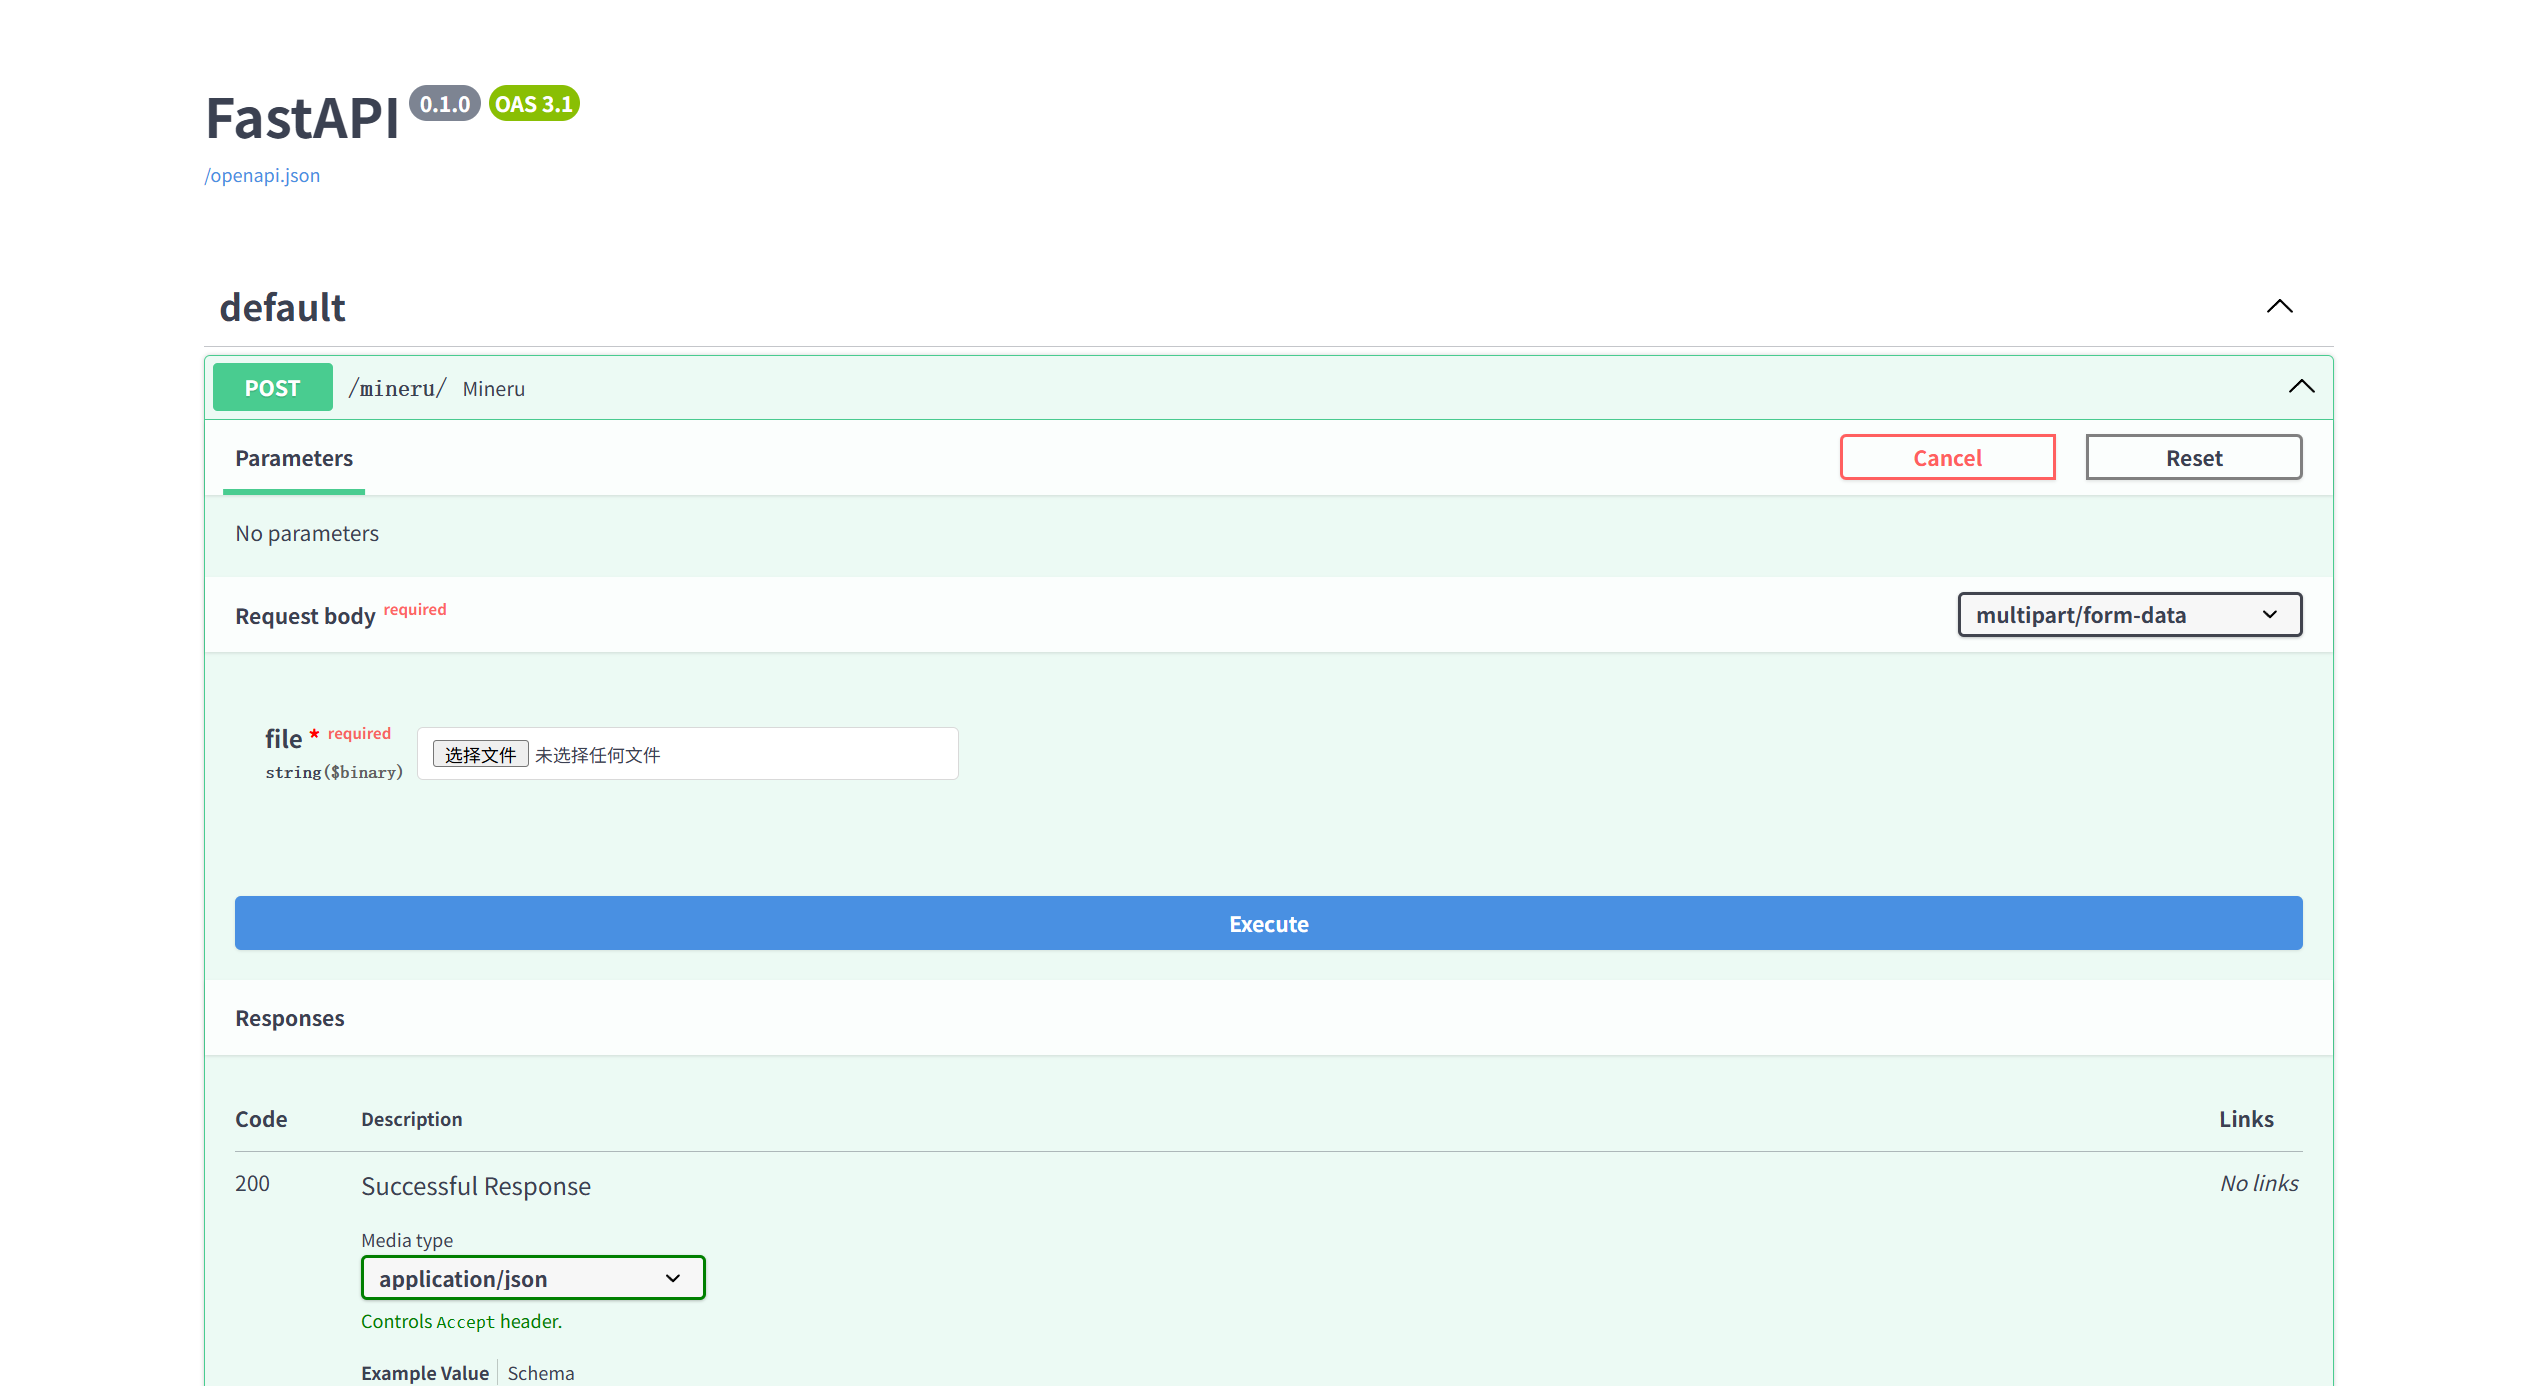 FastAPI 0.1.0 OAS 3.1
/openapi.json
default
POST /mineru/ Mineru
Parameters Cancel Reset
No parameters
Request body required multipart/form-data
file * required
string($binary) 选择文件 未选择任何文件
Execute
Responses
Code Description Links
200 Successful Response No links
Media type
application/json
Controls Accept header.
Example Value Schema